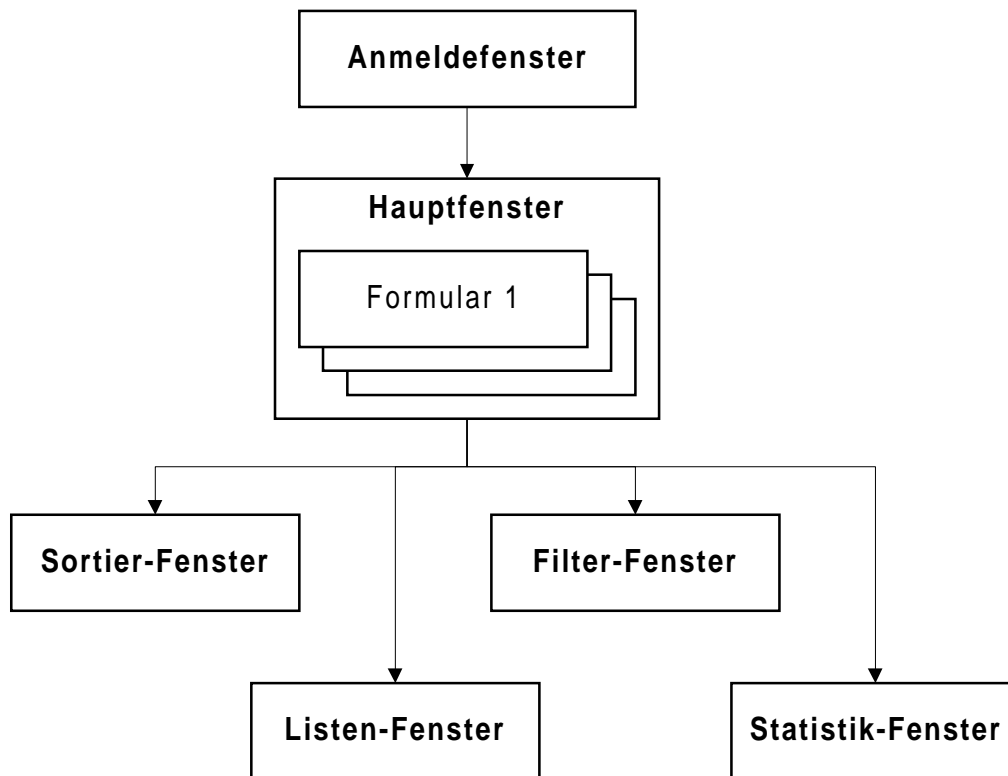 Anmeldefenster
Hauptfenster
Formular 1
Sortier-Fenster
Filter-Fenster
Listen-Fenster
Statistik-Fenster